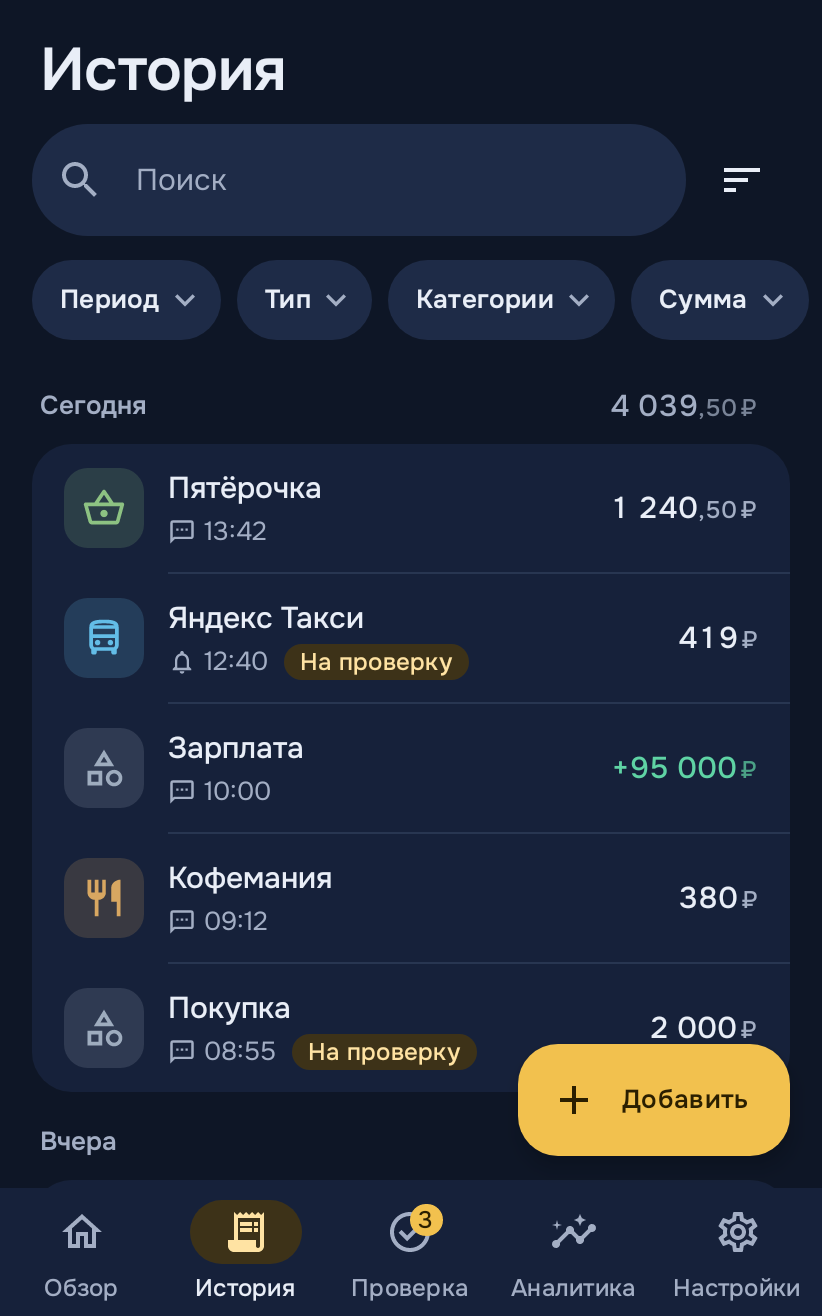 История
Поиск
Период
Тип
Категории
Сумма
Сегодня
4 039,50 ₽
Пятёрочка
13:42
1 240,50 ₽
Яндекс Такси
12:40
На проверку
419 ₽
Зарплата
10:00
+95 000 ₽
Кофемания
09:12
380 ₽
Покупка
08:55
На проверку
2 000 ₽
Добавить
Вчера
3
Обзор
История
Проверка
Аналитика
Настройки